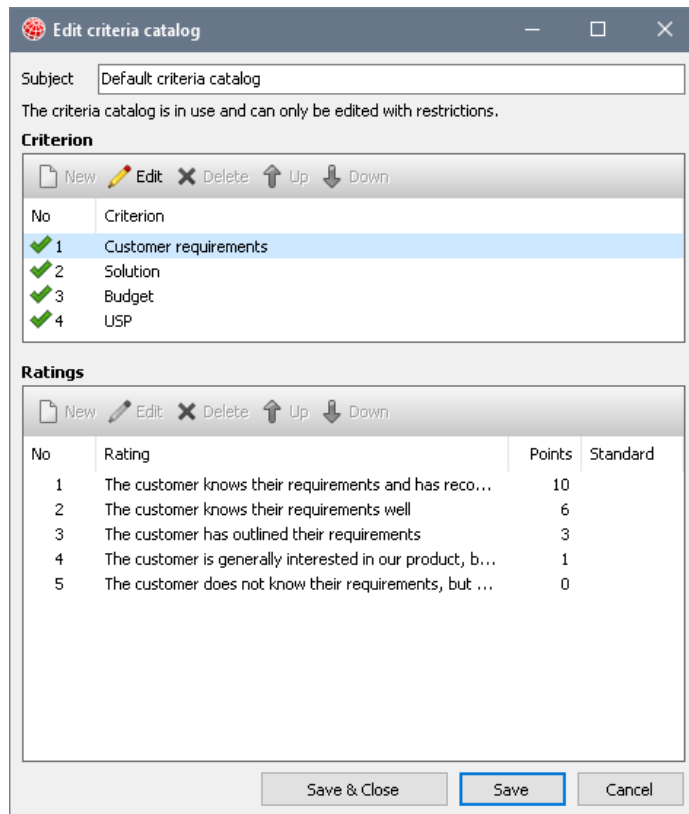 Edit criteria catalog
Subject Default criteria catalog
The criteria catalog is in use and can only be edited with restrictions.
Criterion
New Edit Delete Up Down
No Criterion
1 Customer requirements
2 Solution
3 Budget
4 USP
Ratings
New Edit Delete Up Down
No Rating Points Standard
1 The customer knows their requirements and has reco... 10
2 The customer knows their requirements well 6
3 The customer has outlined their requirements 3
4 The customer is generally interested in our product, b... 1
5 The customer does not know their requirements, but ... 0
Save & Close Save Cancel